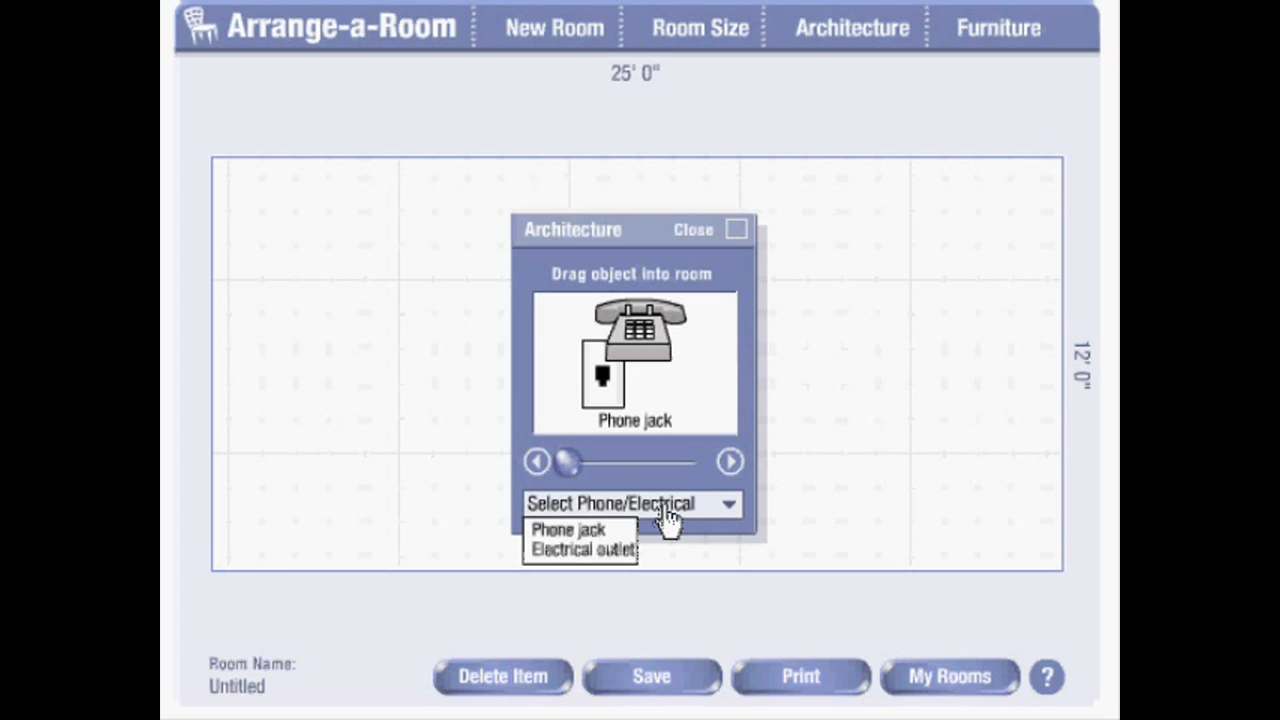 Arrange-a-Room New Room Room Size Architecture Furniture
25' 0"
Architecture Close
Drag object into room
Phone jack
12' 0"
Select Phone/Electrical
Phone jack
Electrical outlet
Room Name:
Untitled
Delete Item Save Print My Rooms ?